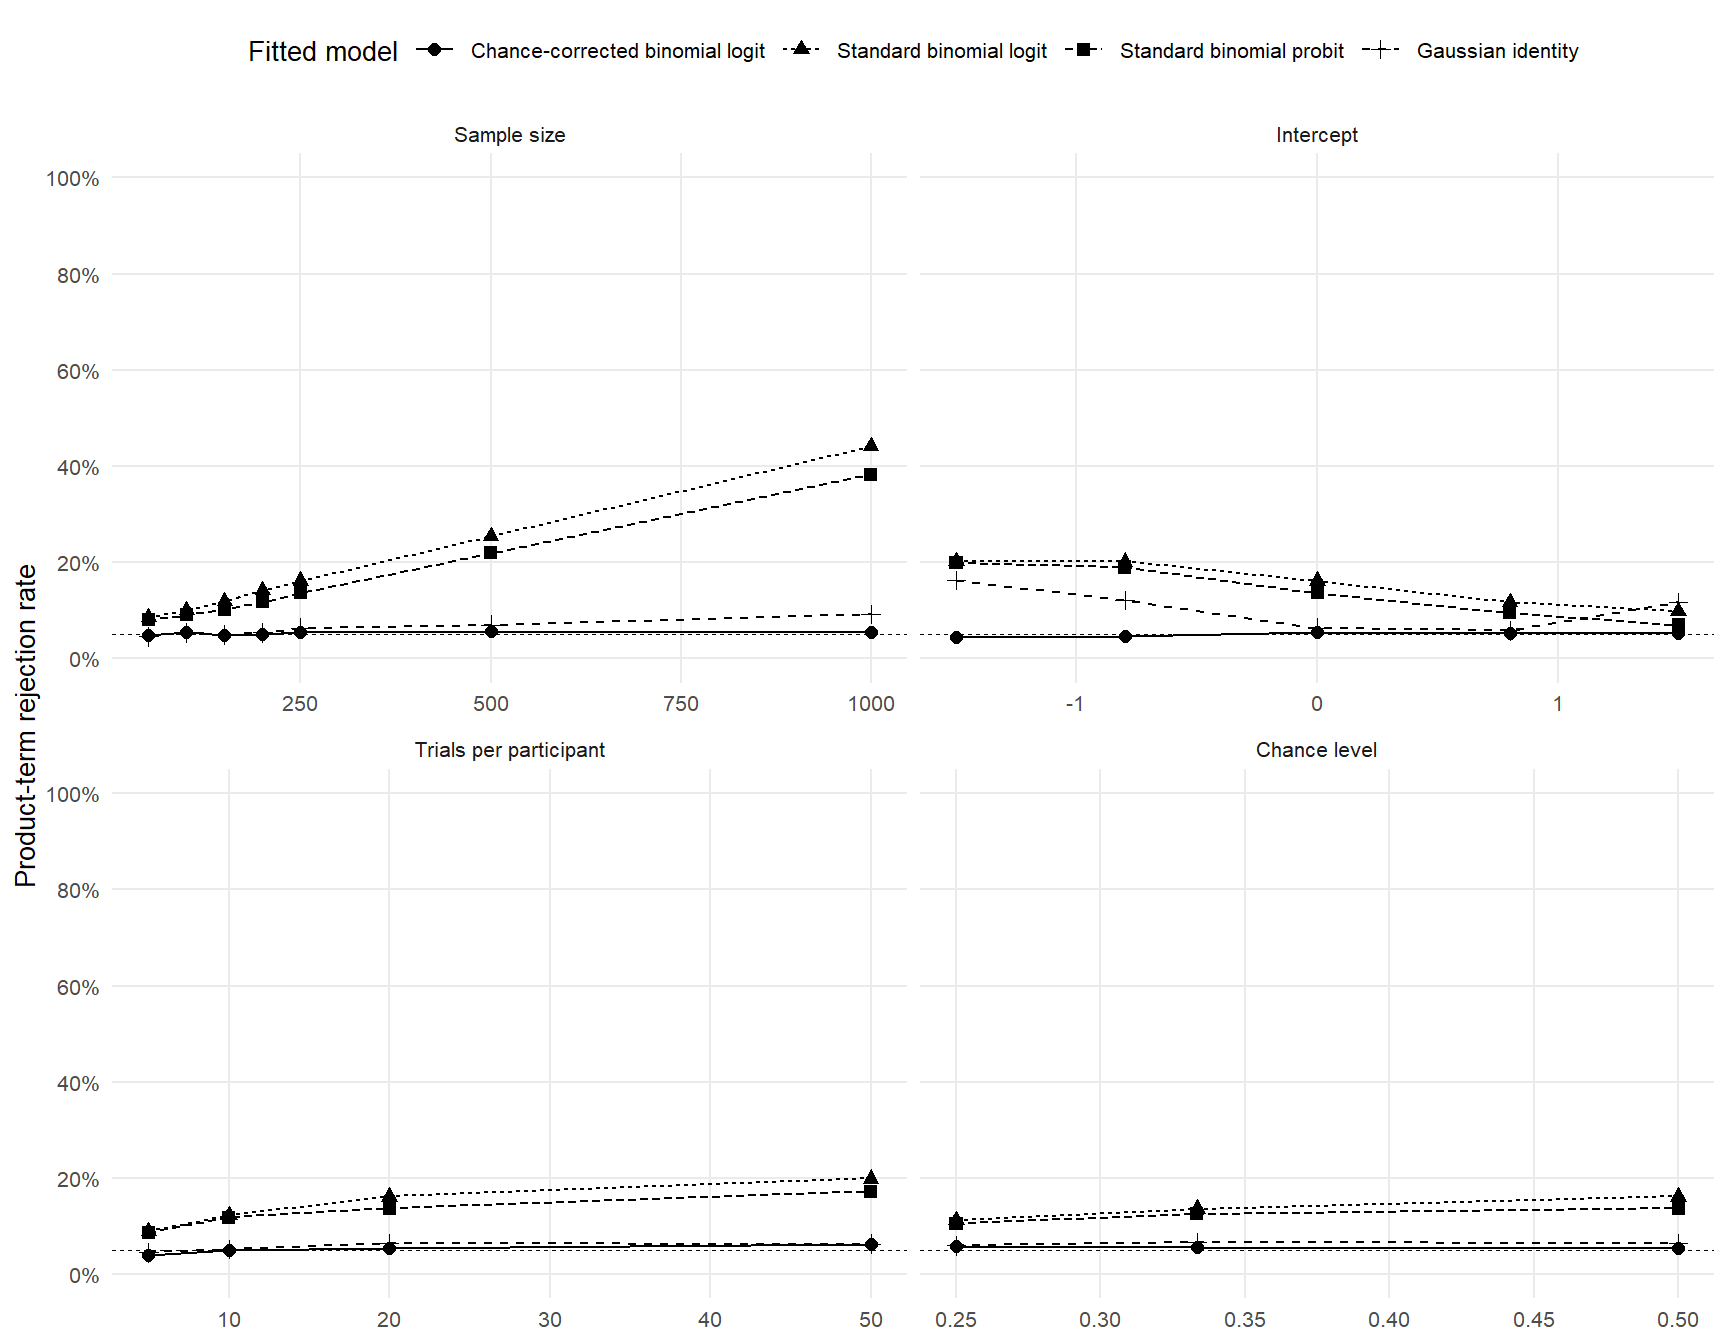 Fitted model Chance-corrected binomial logit Standard binomial logit Standard binomial probit Gaussian identity
Product-term rejection rate
Sample size
100%
80%
60%
40%
20%
0%
250 500 750 1000
Intercept
-1 0 1
Trials per participant
100%
80%
60%
40%
20%
0%
10 20 30 40 50
Chance level
0.25 0.30 0.35 0.40 0.45 0.50